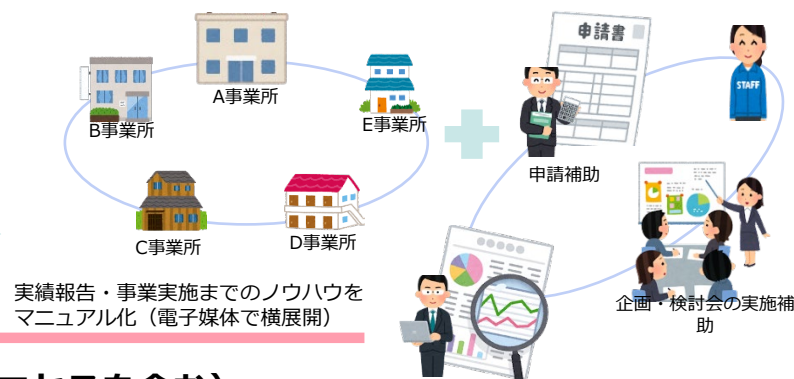 申請書
STAFF
A事業所
B事業所
E事業所
申請補助
C事業所
D事業所
実績報告・事業実施までのノウハウを
マニュアル化（電子媒体で横展開）
企画・検討会の実施補
助